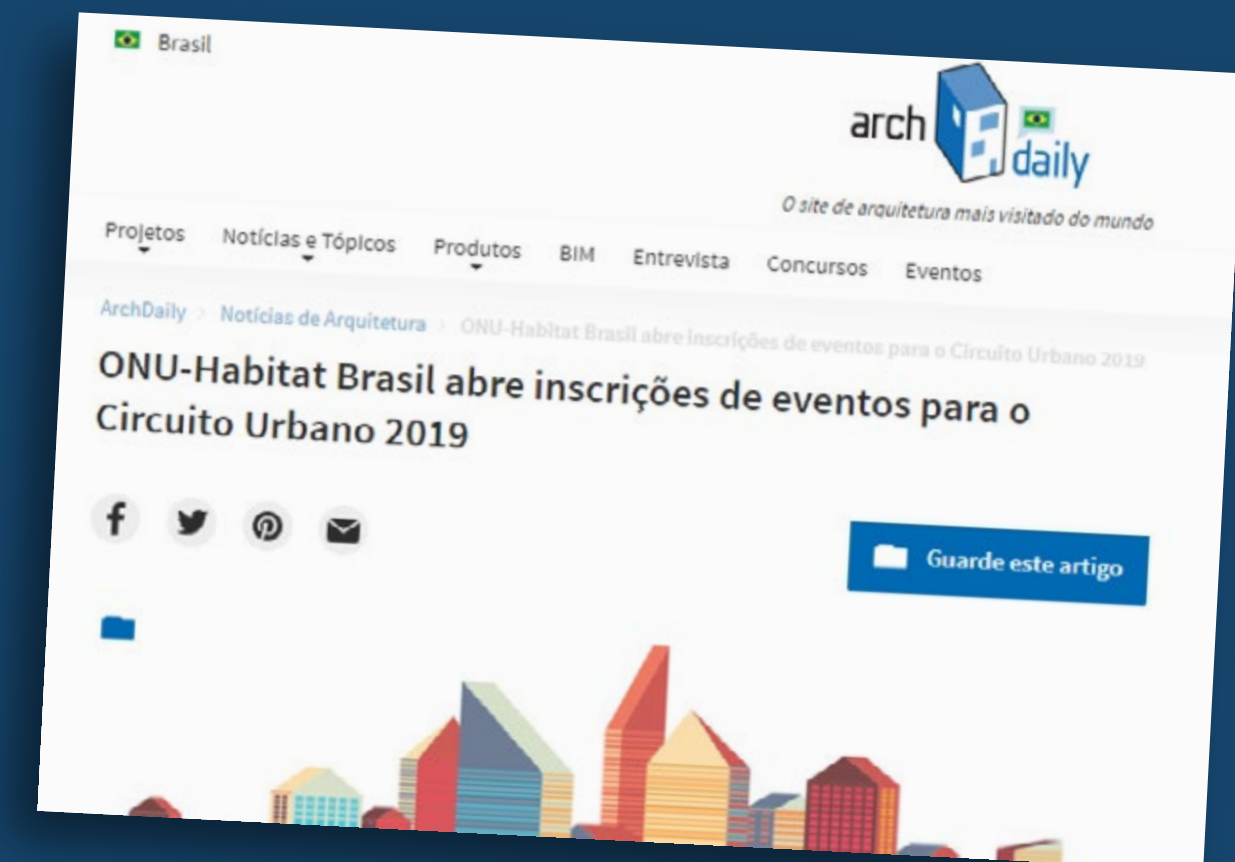 Brasil
arch daily
O site de arquitetura mais visitado do mundo
Projetos Notícias e Tópicos Produtos BIM Entrevista Concursos Eventos
ArchDaily > Notícias de Arquitetura > ONU-Habitat Brasil abre inscrições de eventos para o Circuito Urbano 2019
ONU-Habitat Brasil abre inscrições de eventos para o
Circuito Urbano 2019
Guarde este artigo